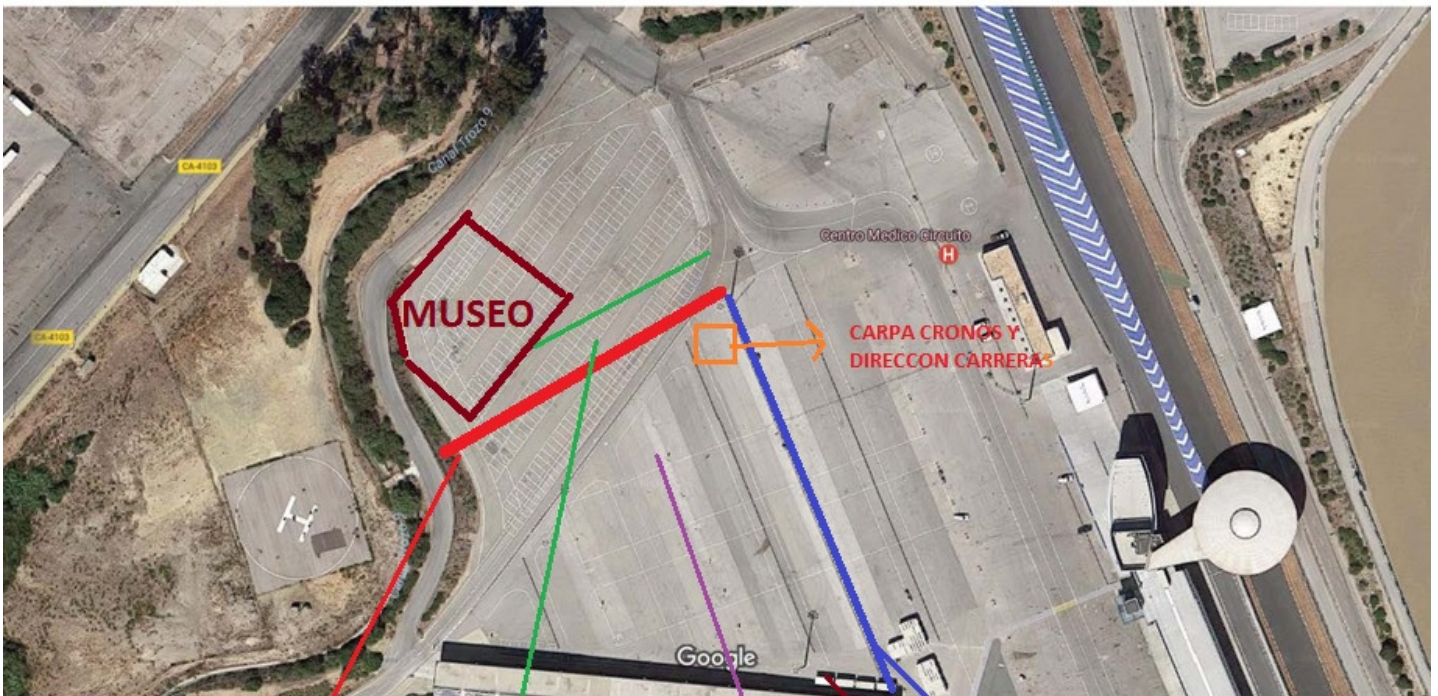 Canal Trozo 9
CA-4103
Centro Medico Circuito
H
MUSEO
CARPA CRONOS Y
DIRECCON CARRERAS
CA-4103
Google